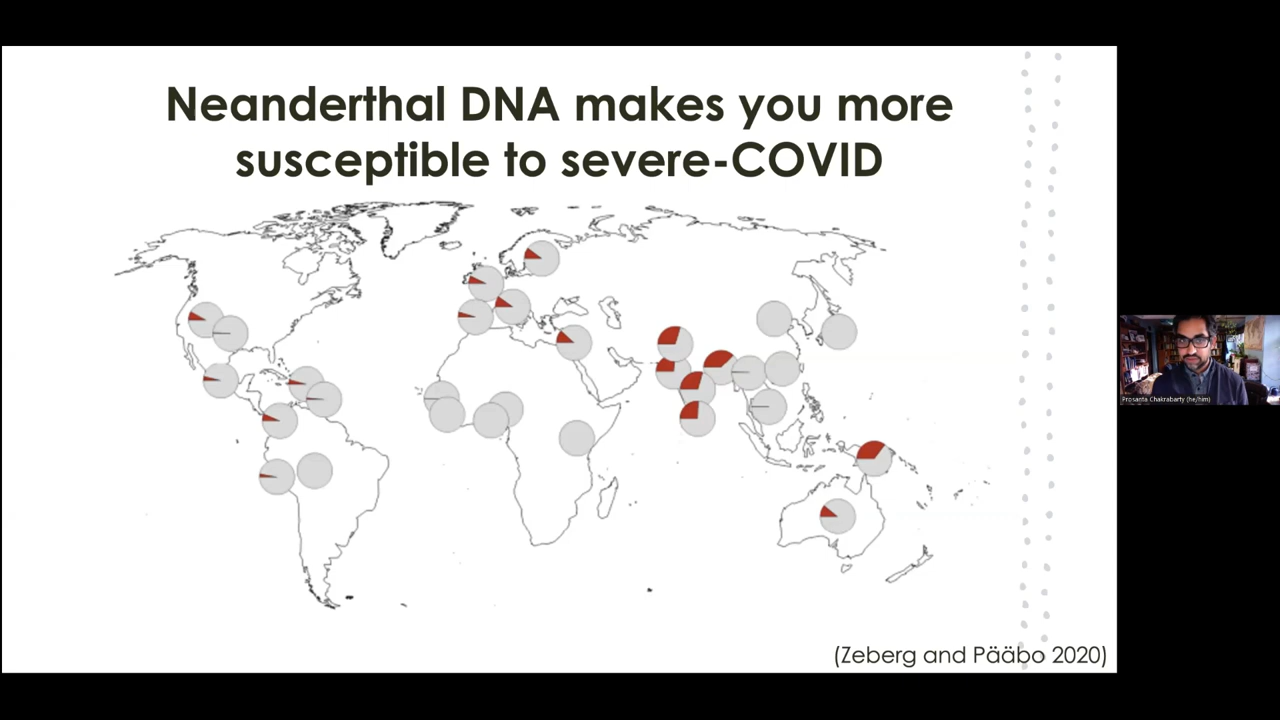 Neanderthal DNA makes you more
susceptible to severe-COVID
(Zeberg and Pääbo 2020)
Prosanta Chakrabarty (he/him)